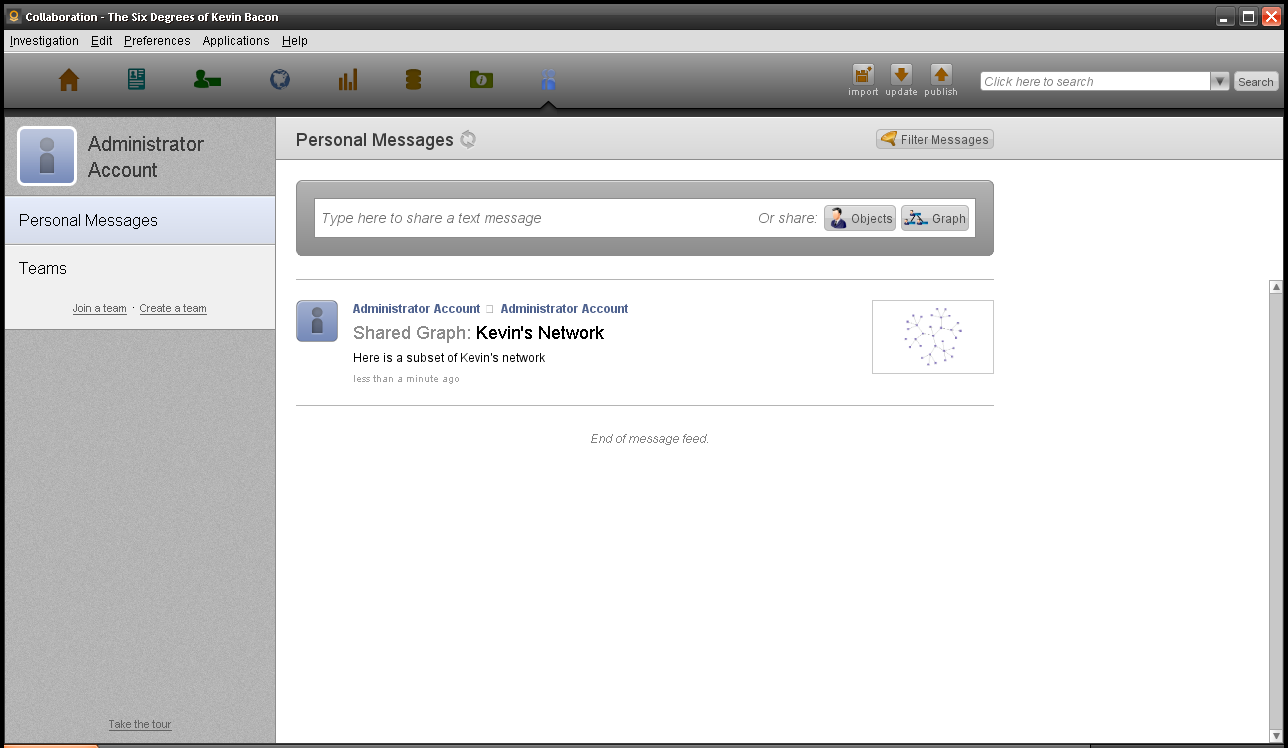 Collaboration - The Six Degrees of Kevin Bacon
Investigation Edit Preferences Applications Help
import update publish
Click here to search
Search
Administrator
Account
Personal Messages
Teams
Join a team · Create a team
Take the tour
Personal Messages
Filter Messages
Type here to share a text message
Or share:
Objects
Graph
Administrator Account □ Administrator Account
Shared Graph: Kevin's Network
Here is a subset of Kevin's network
less than a minute ago
End of message feed.